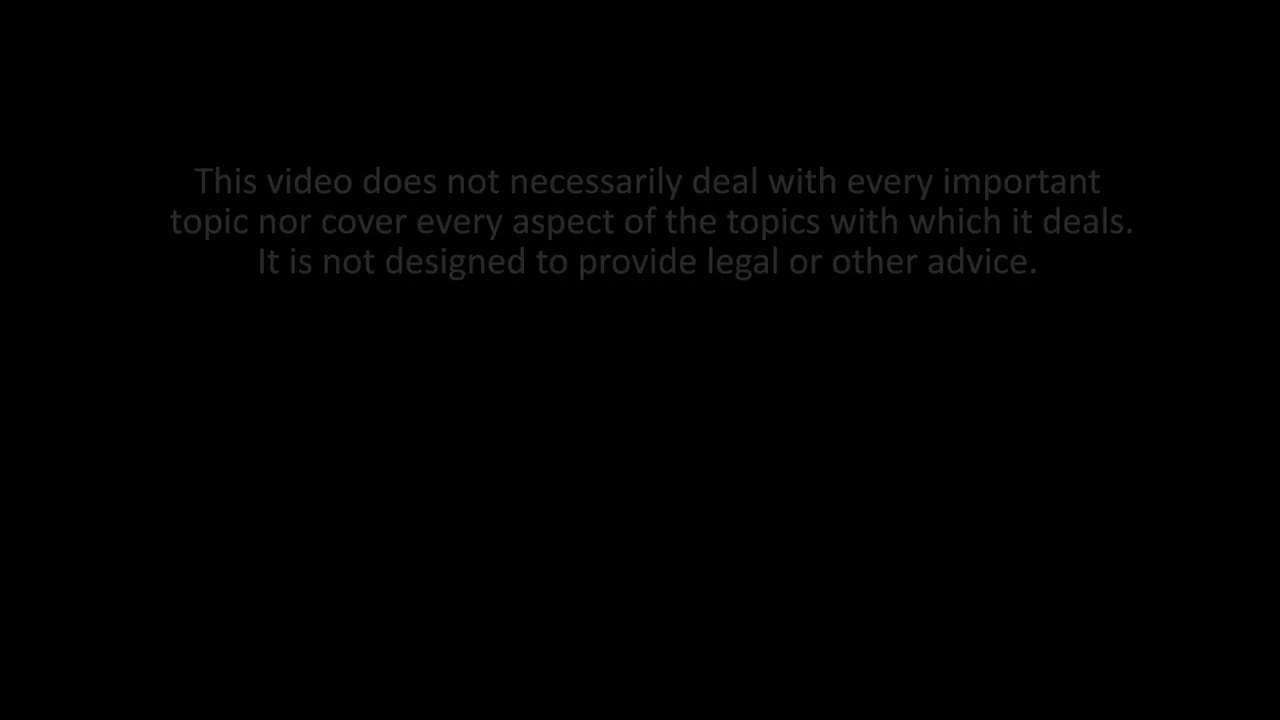 This video does not necessarily deal with every important
topic nor cover every aspect of the topics with which it deals.
It is not designed to provide legal or other advice.